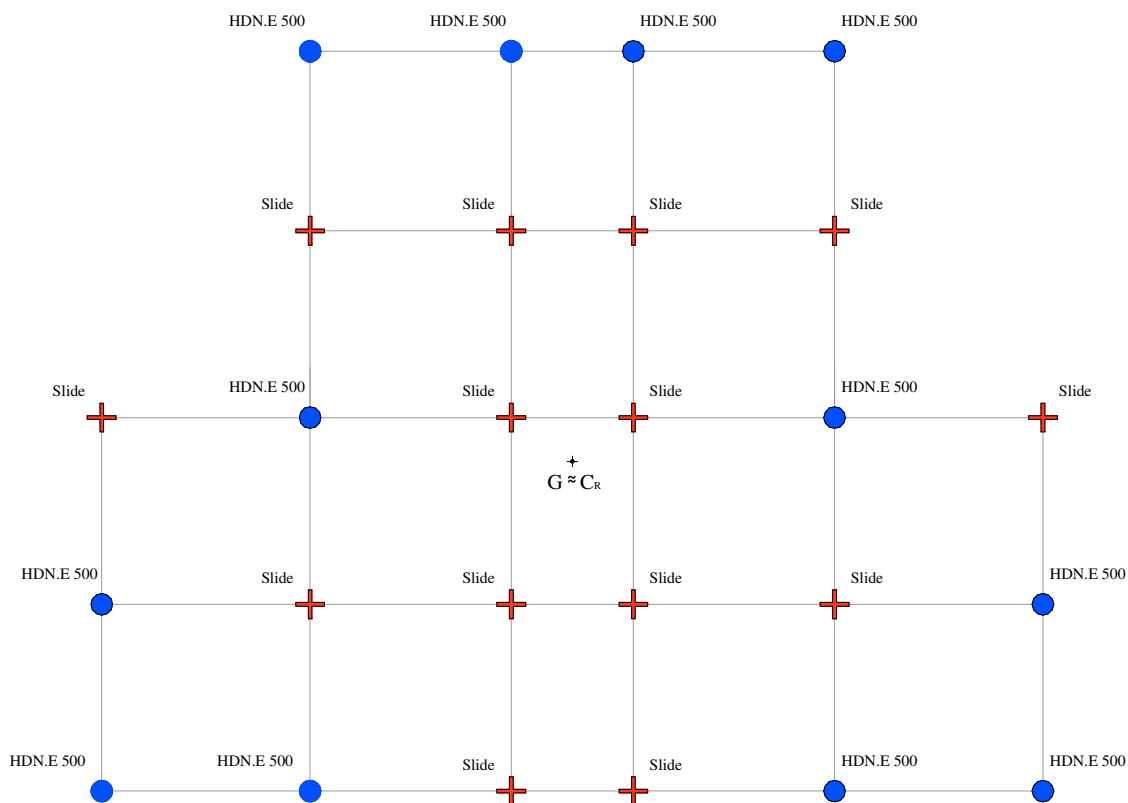 HDN.E 500 HDN.E 500 HDN.E 500 HDN.E 500
Slide Slide Slide Slide
Slide HDN.E 500 Slide Slide HDN.E 500 Slide
G ≈ CR
HDN.E 500 Slide Slide Slide Slide HDN.E 500
HDN.E 500 HDN.E 500 Slide Slide HDN.E 500 HDN.E 500